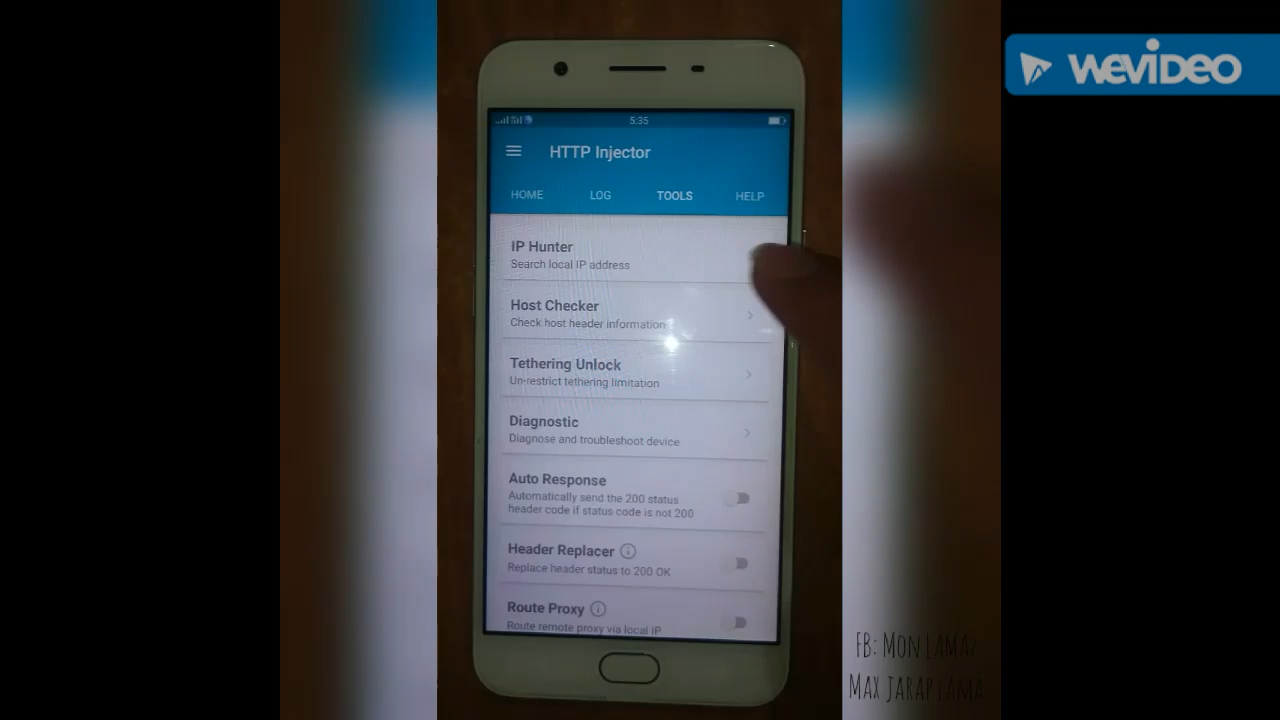 WEVIDEO
5:35
HTTP Injector
HOME LOG TOOLS HELP
IP Hunter
Search local IP address
Host Checker
Check host header information
Tethering Unlock
Un-restrict tethering limitation
Diagnostic
Diagnose and troubleshoot device
Auto Response
Automatically send the 200 status
header code if status code is not 200
Header Replacer
Replace header status to 200 OK
Route Proxy
Route remote proxy via local IP
FB: MON LAMA/
MAX JARAP LAMA